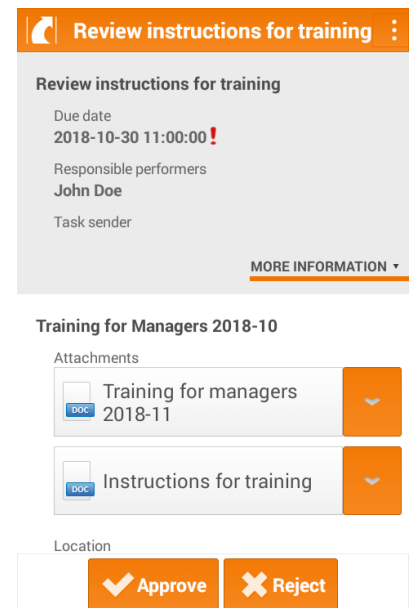 Review instructions for training
Review instructions for training
Due date
2018-10-30 11:00:00!
Responsible performers
John Doe
Task sender
MORE INFORMATION
Training for Managers 2018-10
Attachments
DOC
Training for managers
2018-11
DOC
Instructions for training
Location
Approve
Reject